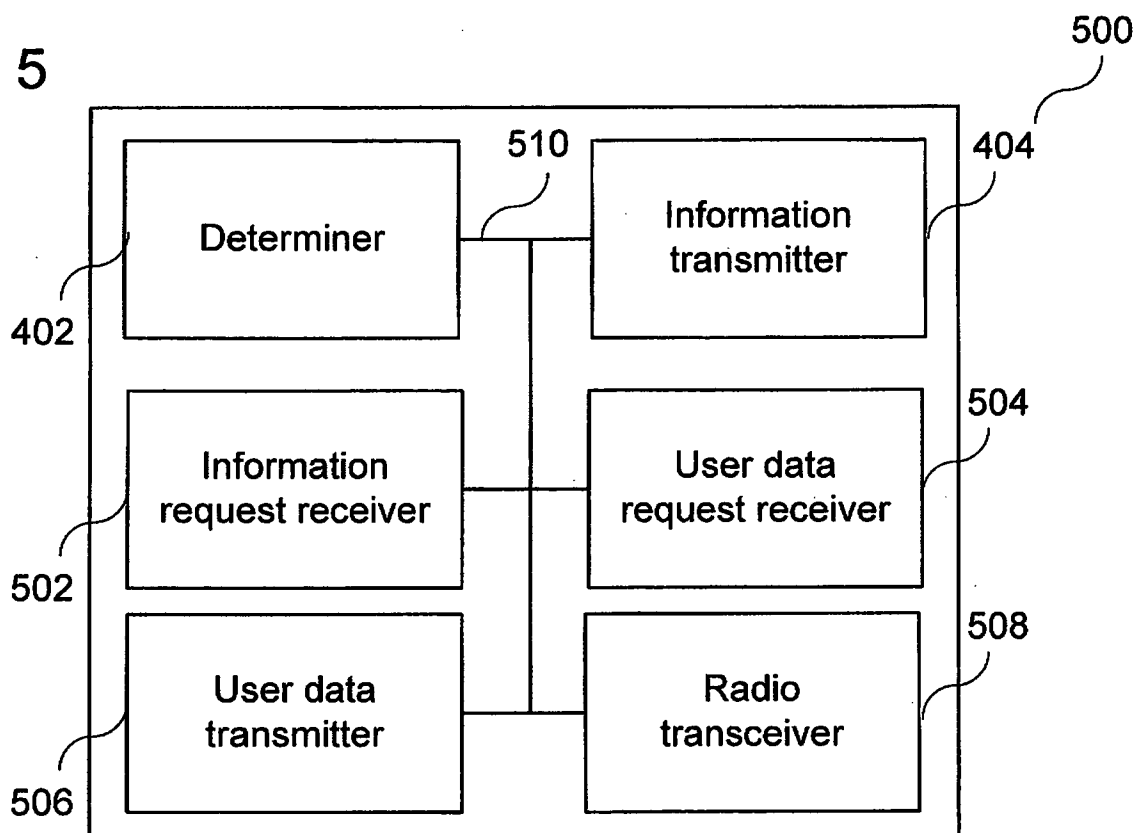 5
500
510
404
Determiner
Information
transmitter
402
504
Information
request receiver
User data
request receiver
502
508
User data
transmitter
Radio
transceiver
506